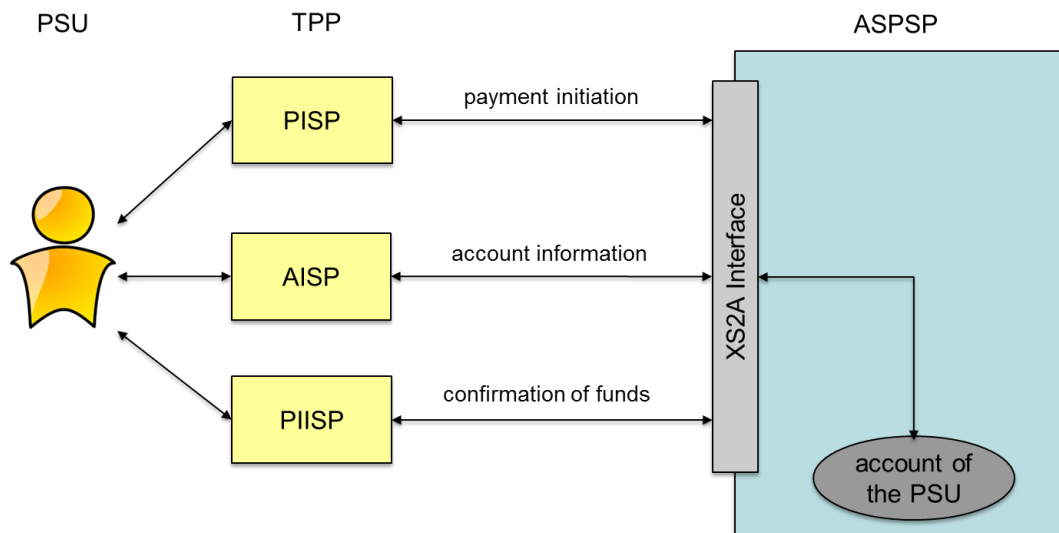 PSU
TPP
ASPSP
PISP
payment initiation
AISP
account information
PIISP
confirmation of funds
XS2A Interface
account of
the PSU